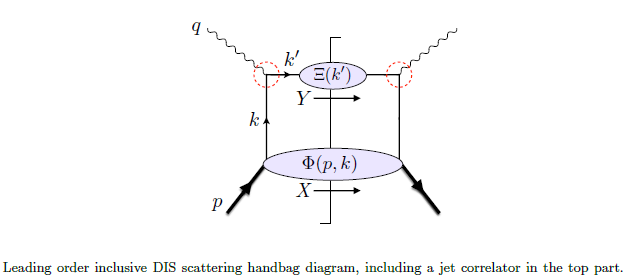 q
k′
Ξ(k′)
Y
k
Φ(p, k)
X
p
Leading order inclusive DIS scattering handbag diagram, including a jet correlator in the top part.